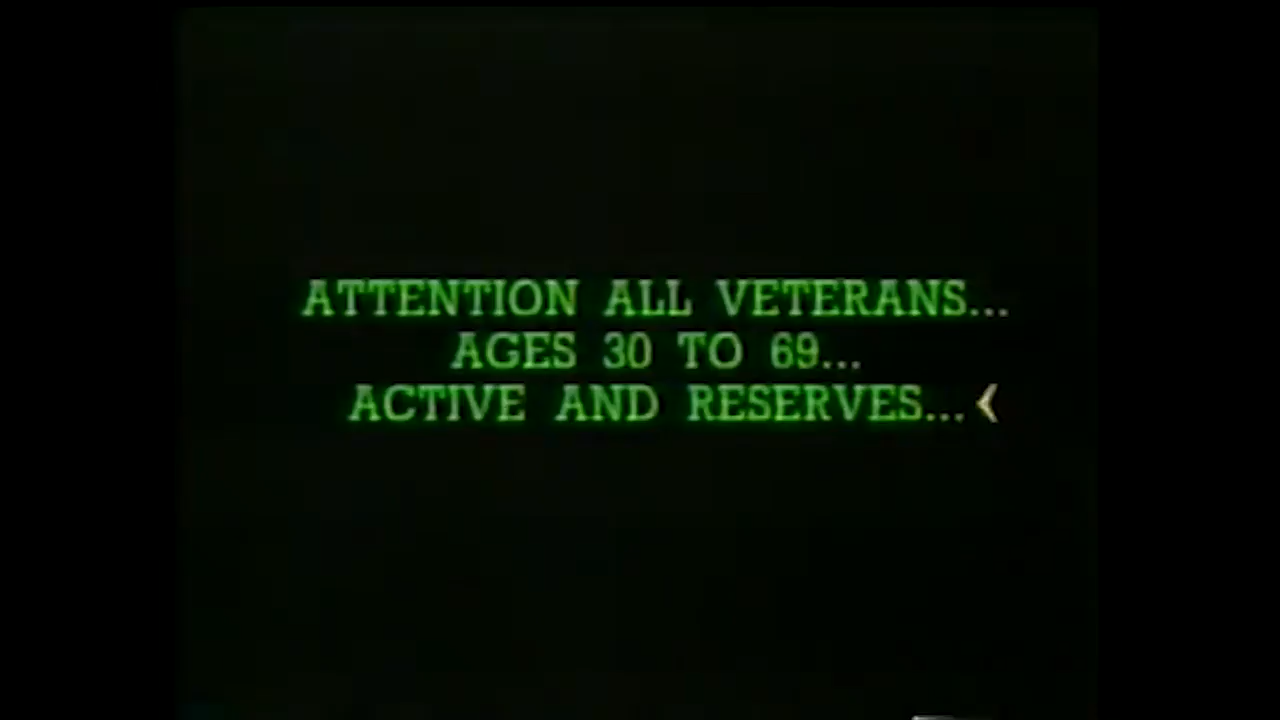 ATTENTION ALL VETERANS...
AGES 30 TO 69...
ACTIVE AND RESERVES...